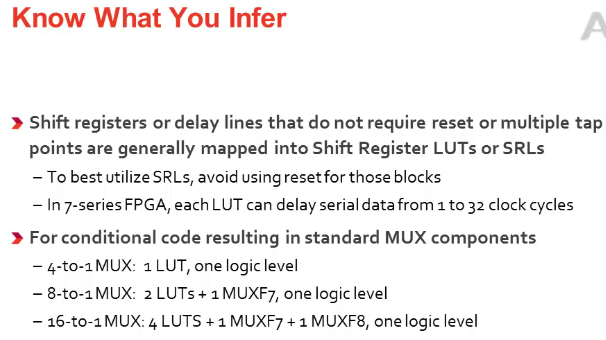 Know What You Infer
A
Shift registers or delay lines that do not require reset or multiple tap
points are generally mapped into Shift Register LUTs or SRLs
– To best utilize SRLs, avoid using reset for those blocks
– In 7-series FPGA, each LUT can delay serial data from 1 to 32 clock cycles
For conditional code resulting in standard MUX components
– 4-to-1 MUX: 1 LUT, one logic level
– 8-to-1 MUX: 2 LUTs + 1 MUXF7, one logic level
– 16-to-1 MUX: 4 LUTS + 1 MUXF7 + 1 MUXF8, one logic level